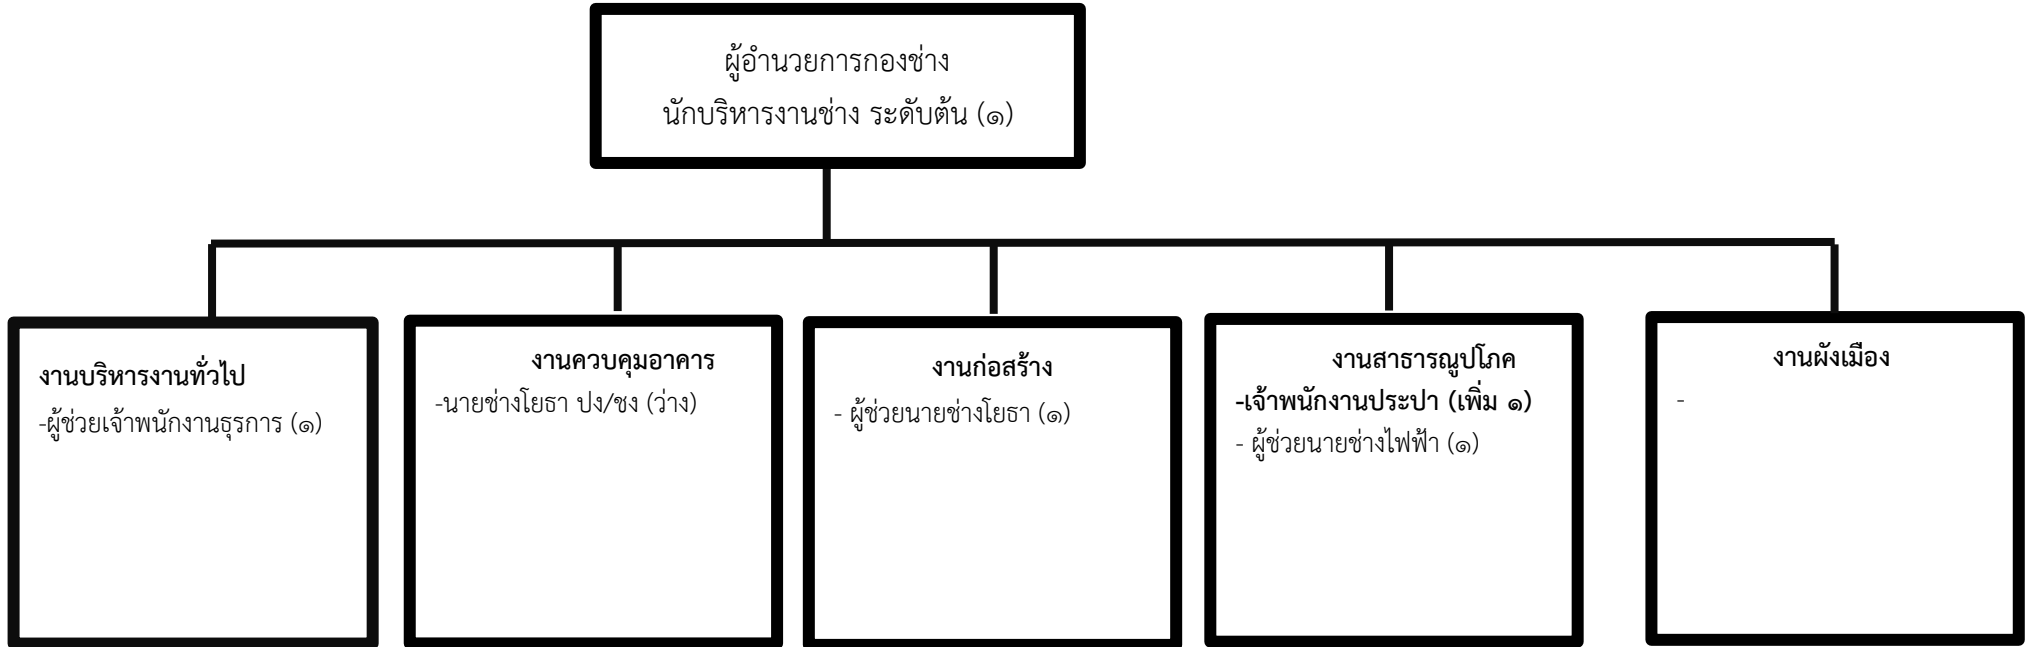 ผู้อำนวยการกองช่าง
นักบริหารงานช่าง ระดับต้น (๑)
งานบริหารงานทั่วไป
-ผู้ช่วยเจ้าพนักงานธุรการ (๑)
งานควบคุมอาคาร
-นายช่างโยธา ปง/ชง (ว่าง)
งานก่อสร้าง
- ผู้ช่วยนายช่างโยธา (๑)
งานสาธารณูปโภค
-เจ้าพนักงานประปา (เพิ่ม ๑)
- ผู้ช่วยนายช่างไฟฟ้า (๑)
งานผังเมือง
-